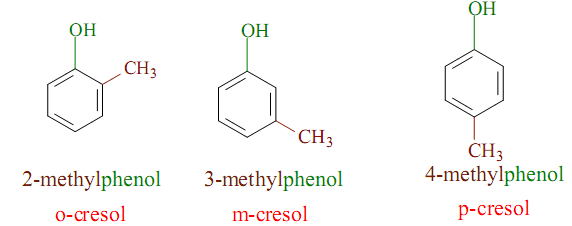 OH
CH3
2-methylphenol
o-cresol
OH
CH3
3-methylphenol
m-cresol
OH
CH3
4-methylphenol
p-cresol